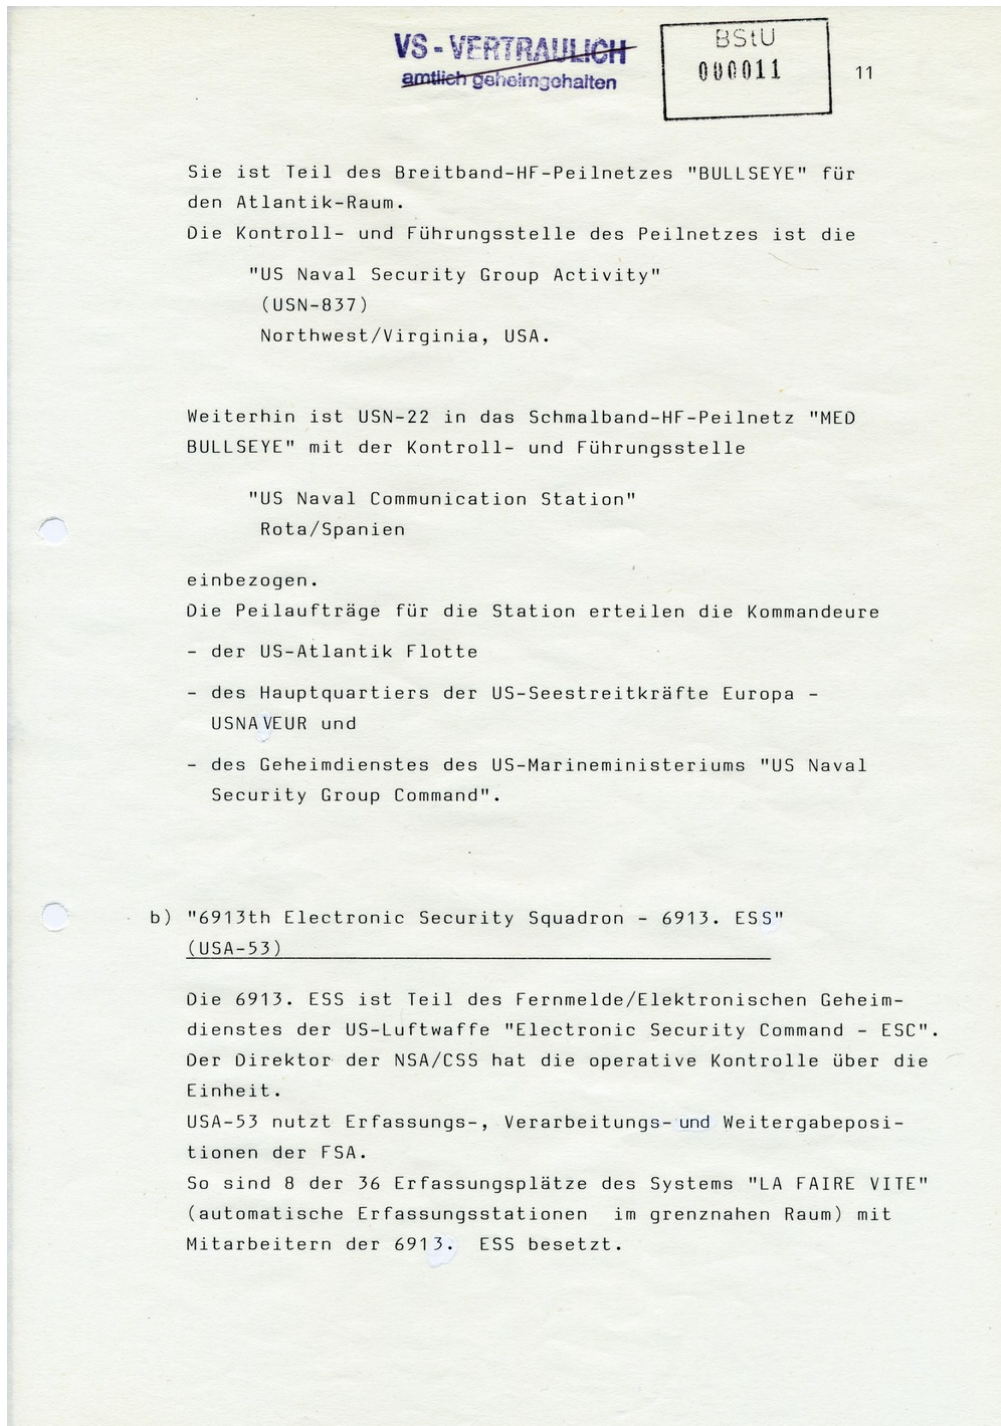 VS - VERTRAULICH
amtlich geheimgehalten
BStU
000011
11
Sie ist Teil des Breitband-HF-Peilnetzes "BULLSEYE" für
den Atlantik-Raum.
Die Kontroll- und Führungsstelle des Peilnetzes ist die
"US Naval Security Group Activity"
(USN-837)
Northwest/Virginia, USA.
Weiterhin ist USN-22 in das Schmalband-HF-Peilnetz "MED
BULLSEYE" mit der Kontroll- und Führungsstelle
"US Naval Communication Station"
Rota/Spanien
einbezogen.
Die Peilaufträge für die Station erteilen die Kommandeure
- der US-Atlantik Flotte
- des Hauptquartiers der US-Seestreitkräfte Europa -
USNAVEUR und
- des Geheimdienstes des US-Marineministeriums "US Naval
Security Group Command".
b) "6913th Electronic Security Squadron - 6913. ESS"
(USA-53)
Die 6913. ESS ist Teil des Fernmelde/Elektronischen Geheim-
dienstes der US-Luftwaffe "Electronic Security Command - ESC".
Der Direktor der NSA/CSS hat die operative Kontrolle über die
Einheit.
USA-53 nutzt Erfassungs-, Verarbeitungs- und Weitergabeposi-
tionen der FSA.
So sind 8 der 36 Erfassungsplätze des Systems "LA FAIRE VITE"
(automatische Erfassungsstationen im grenznahen Raum) mit
Mitarbeitern der 6913. ESS besetzt.